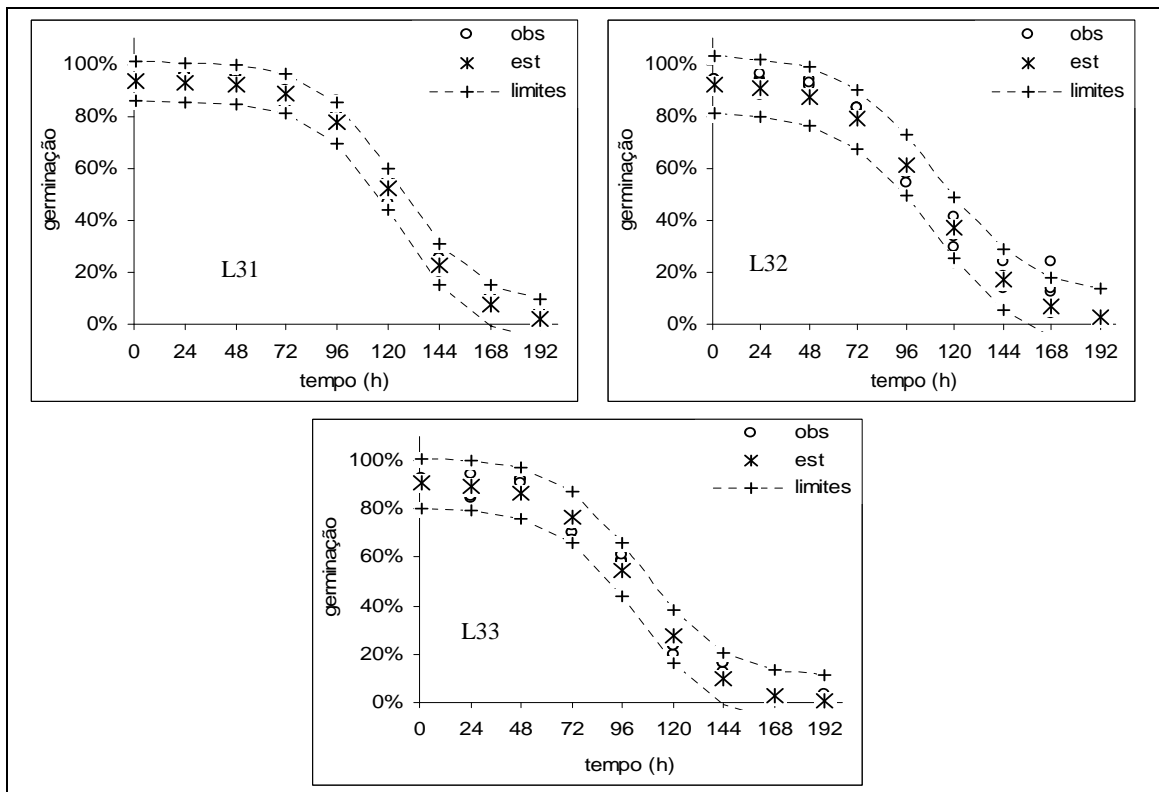 obs
est
limites
100%
80%
60%
40%
20%
0%
germinação
L31
0 24 48 72 96 120 144 168 192
tempo (h)
obs
est
limites
100%
80%
60%
40%
20%
0%
germinação
L32
0 24 48 72 96 120 144 168 192
tempo (h)
obs
est
limites
100%
80%
60%
40%
20%
0%
germinação
L33
0 24 48 72 96 120 144 168 192
tempo (h)